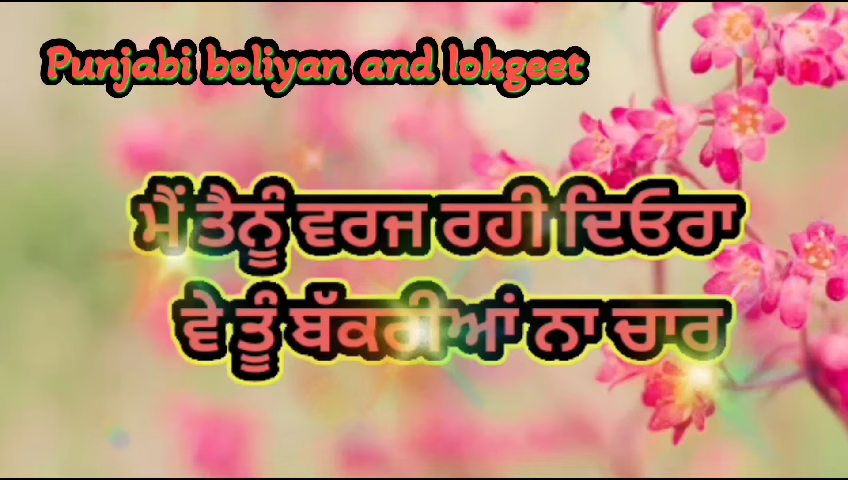 Punjabi boliyan and lokgeet
ਮੈਂ ਤੈਨੂੰ ਵਰਜ ਰਹੀ ਦਿਓਰਾ
ਵੇ ਤੂੰ ਬੱਕਰੀਆਂ ਨਾ ਚਾਰ